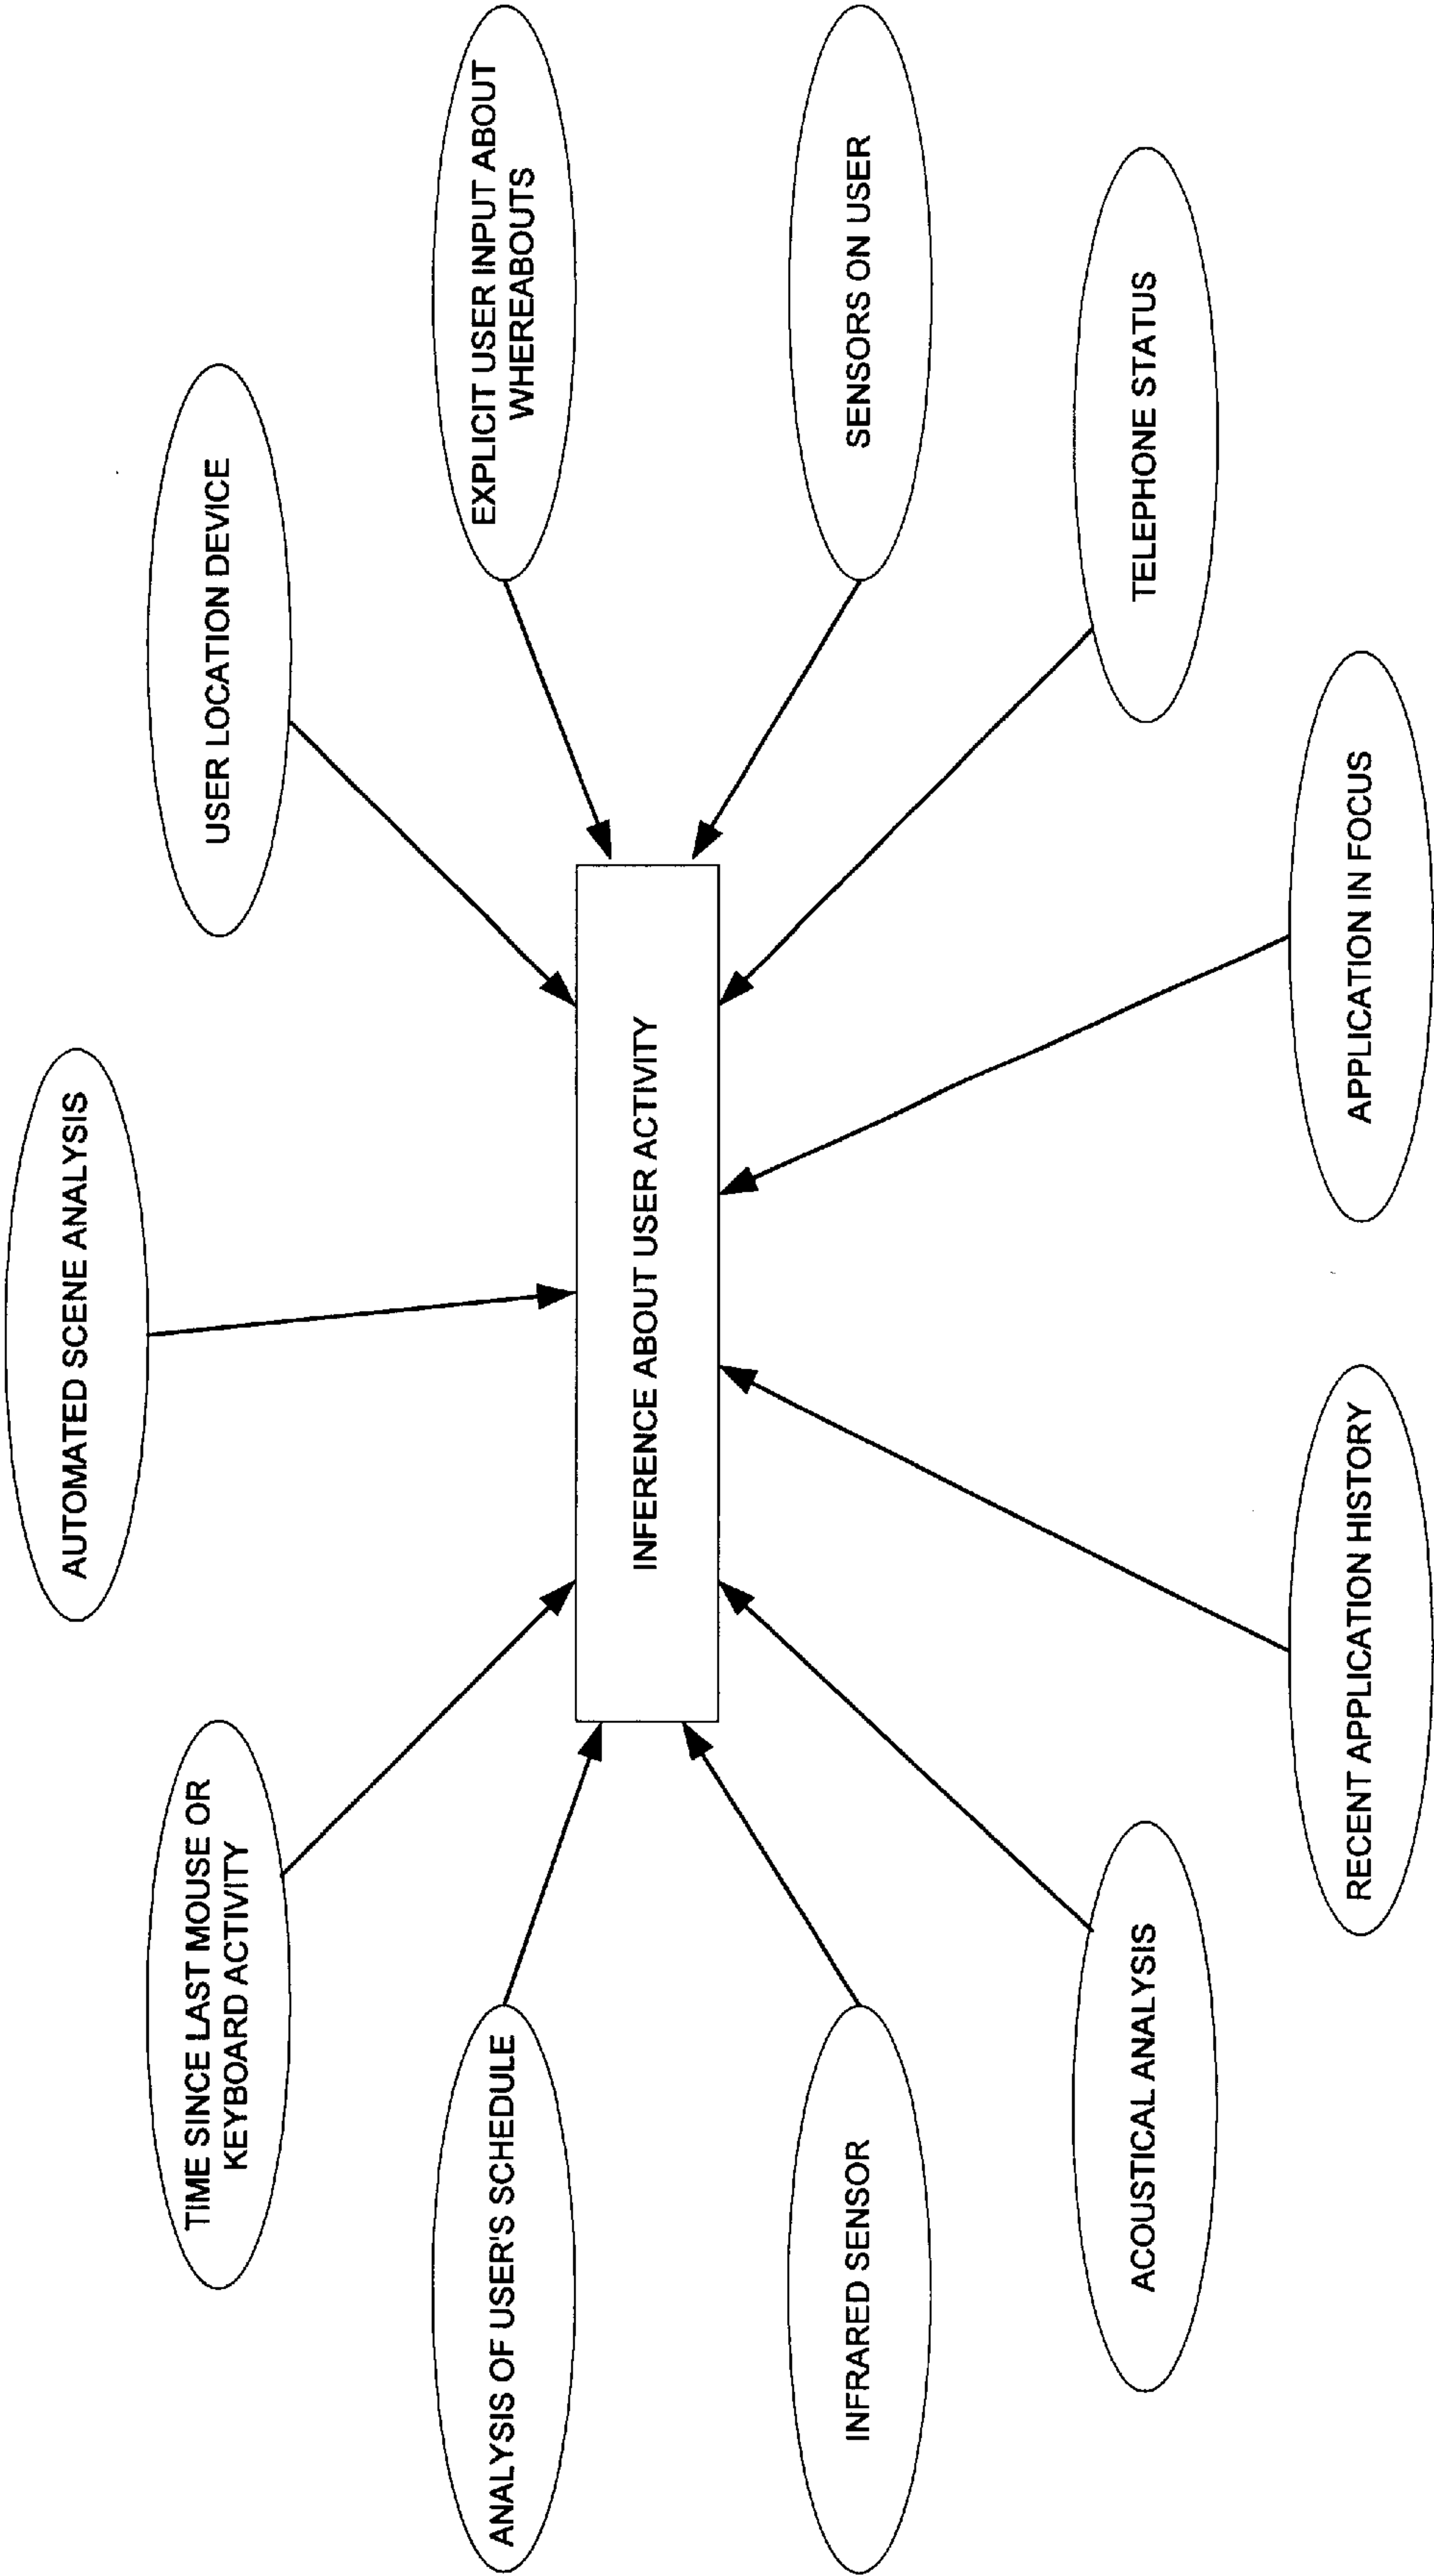 AUTOMATED SCENE ANALYSIS
TIME SINCE LAST MOUSE OR
KEYBOARD ACTIVITY
USER LOCATION DEVICE
ANALYSIS OF USER'S SCHEDULE
EXPLICIT USER INPUT ABOUT
WHEREABOUTS
INFERENCE ABOUT USER ACTIVITY
INFRARED SENSOR
SENSORS ON USER
ACOUSTICAL ANALYSIS
TELEPHONE STATUS
RECENT APPLICATION HISTORY
APPLICATION IN FOCUS